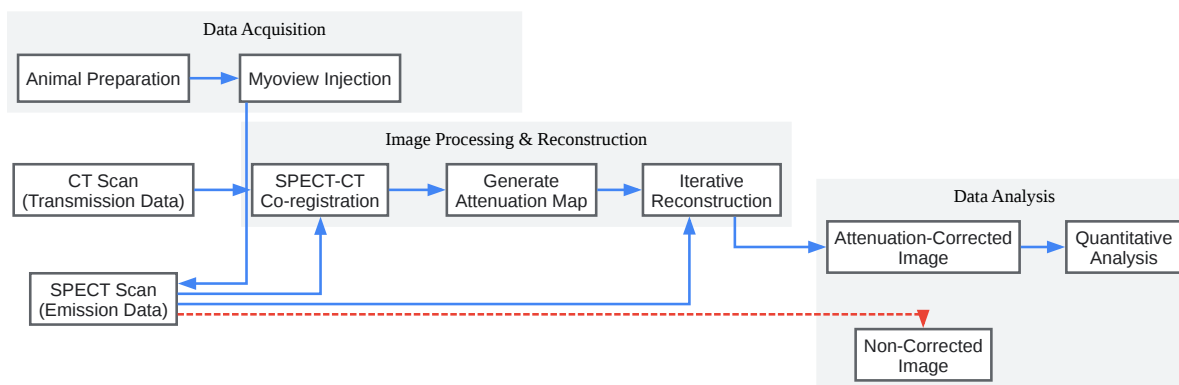 Data Acquisition
Animal Preparation
Myoview Injection
Image Processing & Reconstruction
CT Scan
(Transmission Data)
SPECT-CT
Co-registration
Generate
Attenuation Map
Iterative
Reconstruction
Data Analysis
Attenuation-Corrected
Image
Quantitative
Analysis
SPECT Scan
(Emission Data)
Non-Corrected
Image